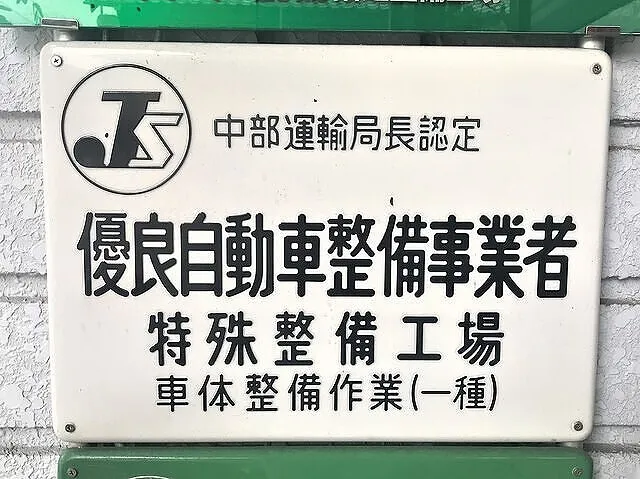 JS
中部運輸局長認定
優良自動車整備事業者
特殊整備工場
車体整備作業(一種)